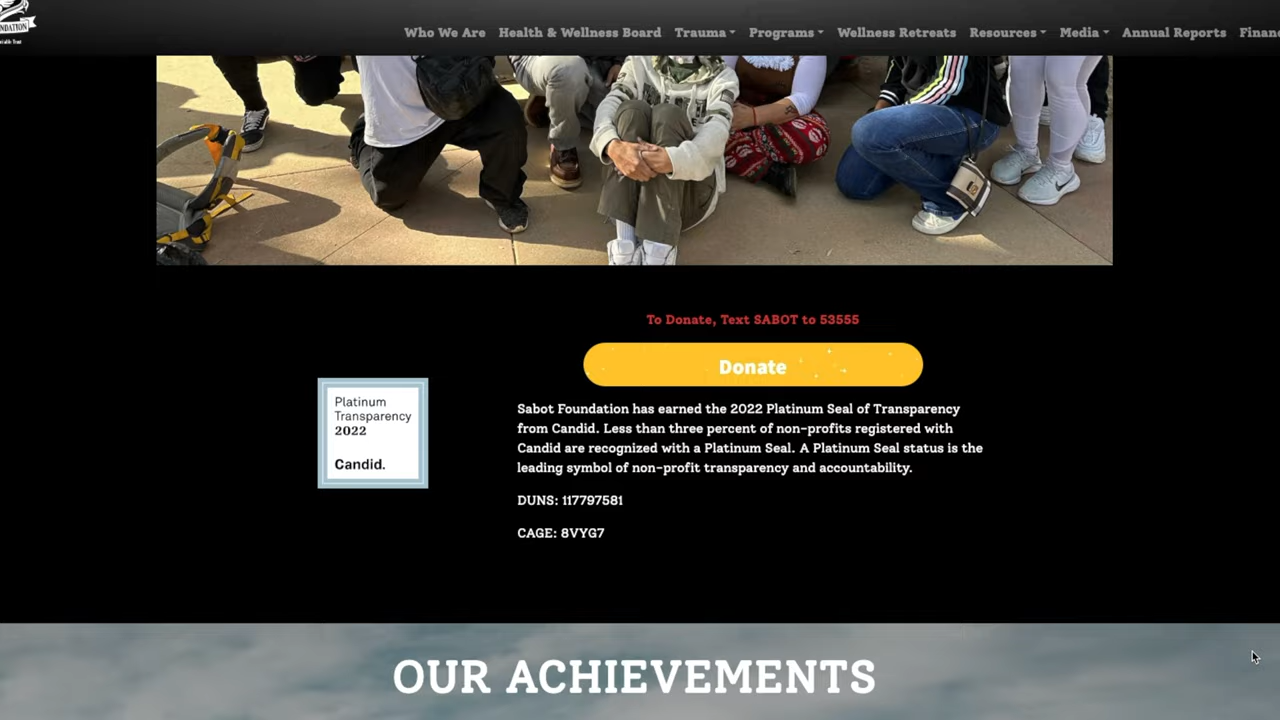 NDATION
Who We Are Health & Wellness Board Trauma Programs Wellness Retreats Resources Media Annual Reports
To Donate, Text SABOT to 53555
Donate
Platinum
Transparency
2022
Candid.
Sabot Foundation has earned the 2022 Platinum Seal of Transparency
from Candid. Less than three percent of non-profits registered with
Candid are recognized with a Platinum Seal. A Platinum Seal status is the
leading symbol of non-profit transparency and accountability.
DUNS: 117797581
CAGE: 8VYG7
OUR ACHIEVEMENTS